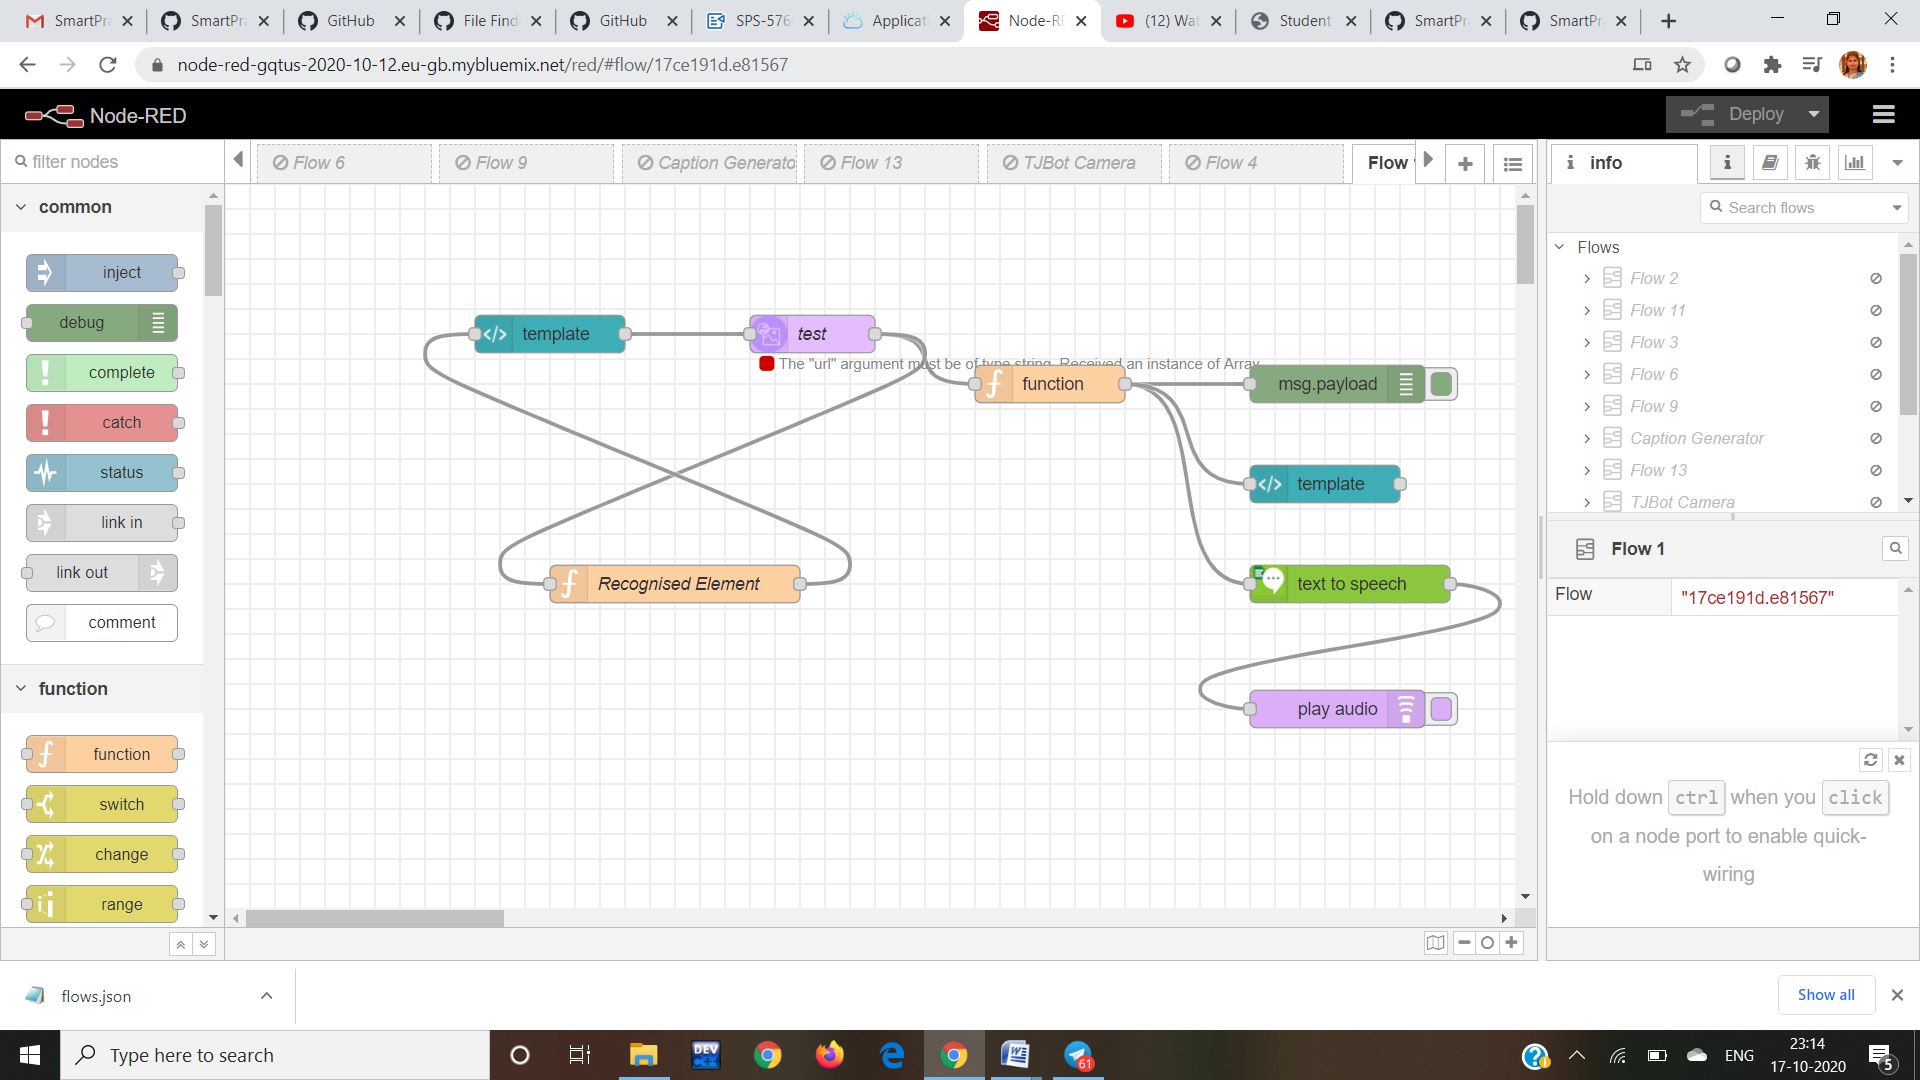 SmartPra
SmartPra
GitHub
File Find
GitHub
SPS-576
Applicat
Node-RE
(12) Wat
Student
SmartPr
SmartPr
node-red-gqtus-2020-10-12.eu-gb.mybluemix.net/red/#flow/17ce191d.e81567
Node-RED
Deploy
filter nodes
Flow 6
Flow 9
Caption Generato
Flow 13
TJBot Camera
Flow 4
Flow
i info
Search flows
common
inject
debug
complete
catch
status
link in
link out
comment
function
function
switch
change
range
template
test
The "url" argument must be of type string. Received an instance of Array
function
msg.payload
template
Recognised Element
text to speech
play audio
Flows
Flow 2
Flow 11
Flow 3
Flow 6
Flow 9
Caption Generator
Flow 13
TJBot Camera
Flow 1
Flow "17ce191d.e81567"
Hold down ctrl when you click
on a node port to enable quick-
wiring
flows.json
Show all
Type here to search
DEV
C++
61
ENG
23:14
17-10-2020
5